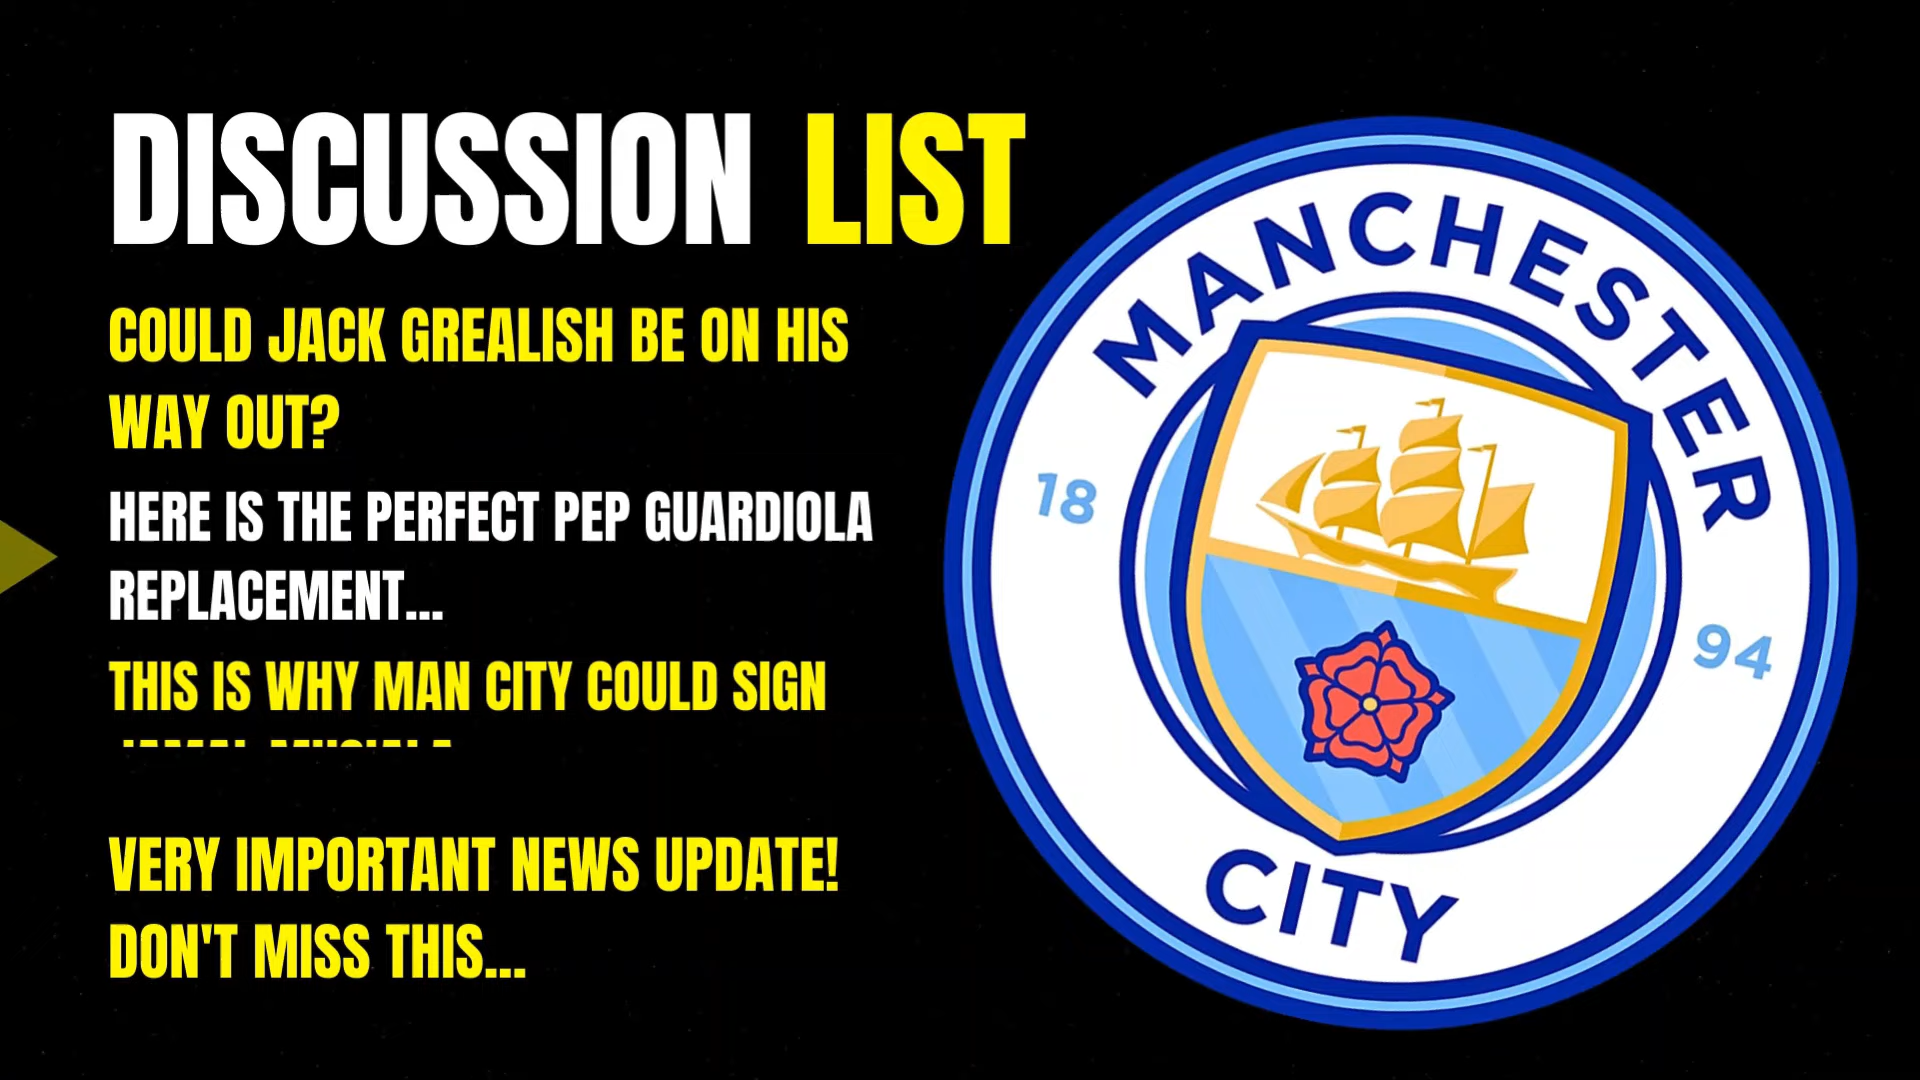 DISCUSSION LIST
COULD JACK GREALISH BE ON HIS
WAY OUT?
HERE IS THE PERFECT PEP GUARDIOLA
REPLACEMENT...
THIS IS WHY MAN CITY COULD SIGN
VERY IMPORTANT NEWS UPDATE!
DON'T MISS THIS...
MANCHESTER
18
94
CITY